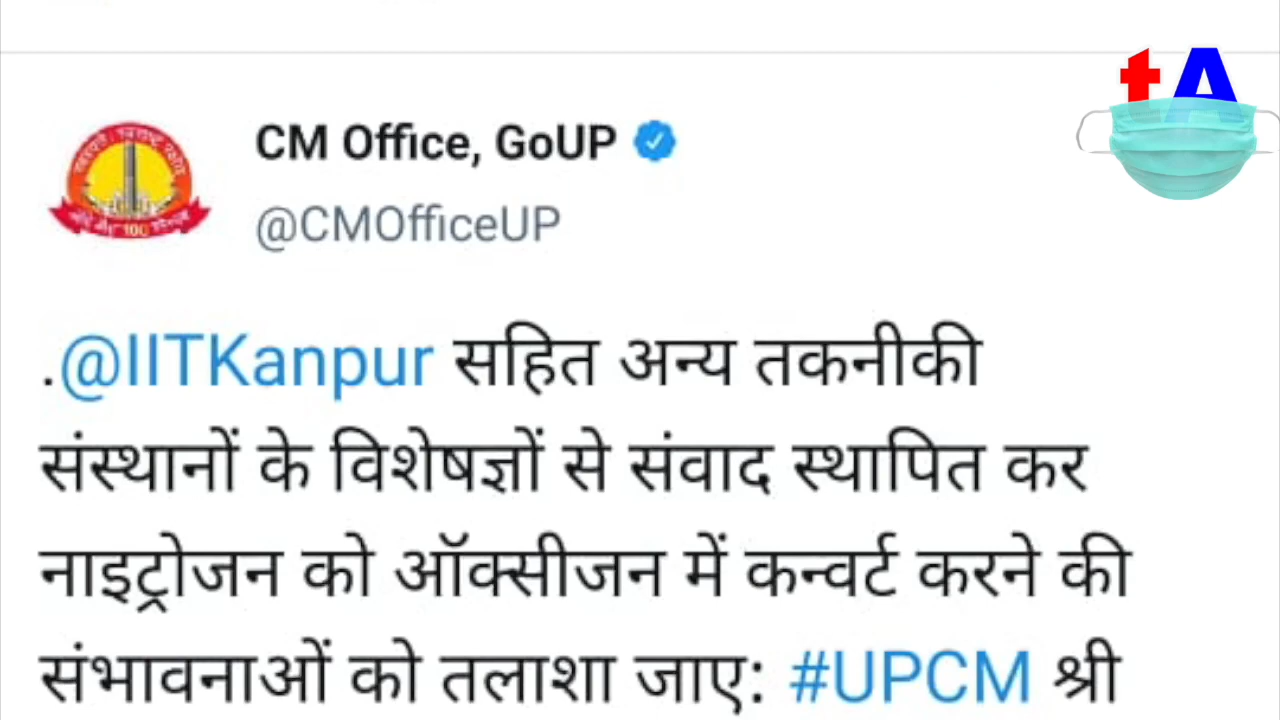 tA
CM Office, GoUP
@CMOfficeUP
.@IITKanpur सहित अन्य तकनीकी
संस्थानों के विशेषज्ञों से संवाद स्थापित कर
नाइट्रोजन को ऑक्सीजन में कन्वर्ट करने की
संभावनाओं को तलाशा जाए: #UPCM श्री